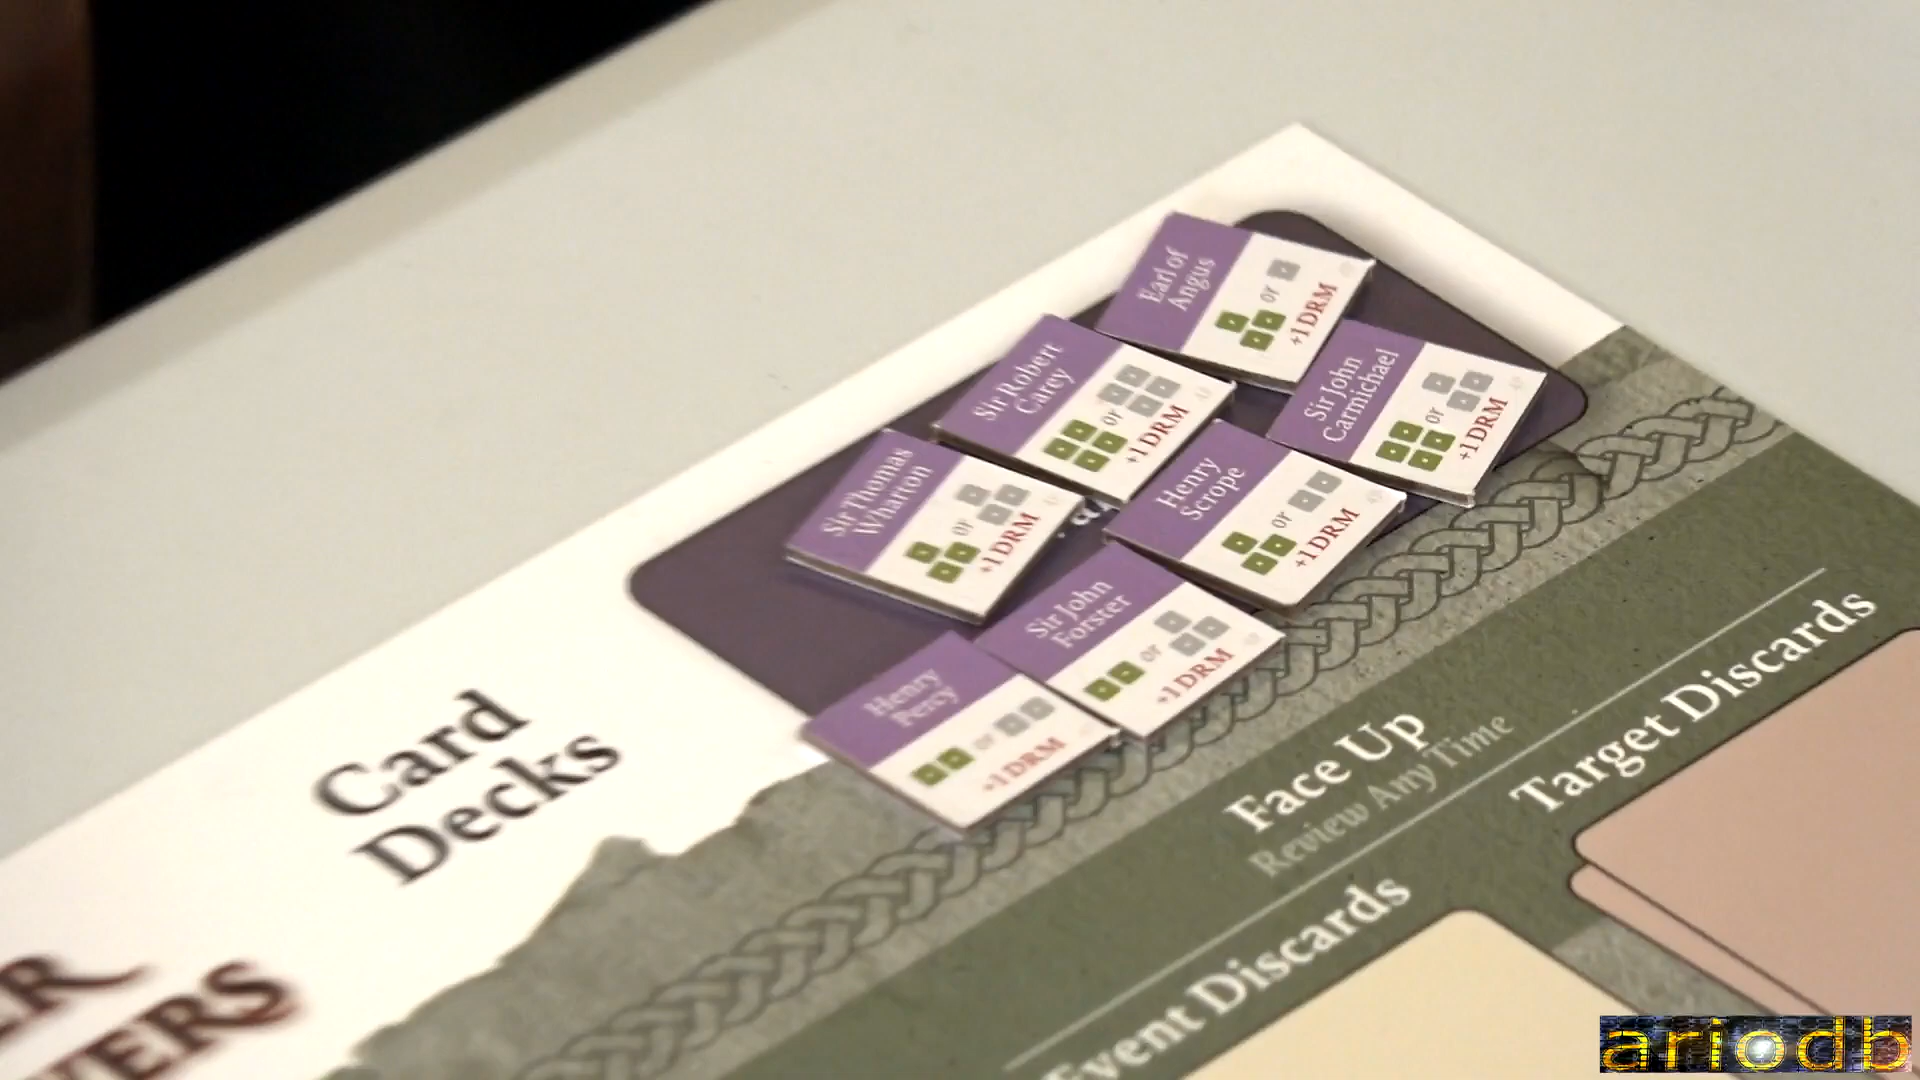 Earl of
Angus
or
+1 DRM
Sir Robert
Carey
or
+1 DRM
Sir John
Carmichael
or
+1 DRM
Sir Thomas
Wharton
or
+1 DRM
Henry
Scrope
or
+1 DRM
Sir John
Forster
or
+1 DRM
Henry
Percy
or
+1 DRM
Card
Decks
Face Up
Review Any Time
Target Discards
Event Discards
ariodb